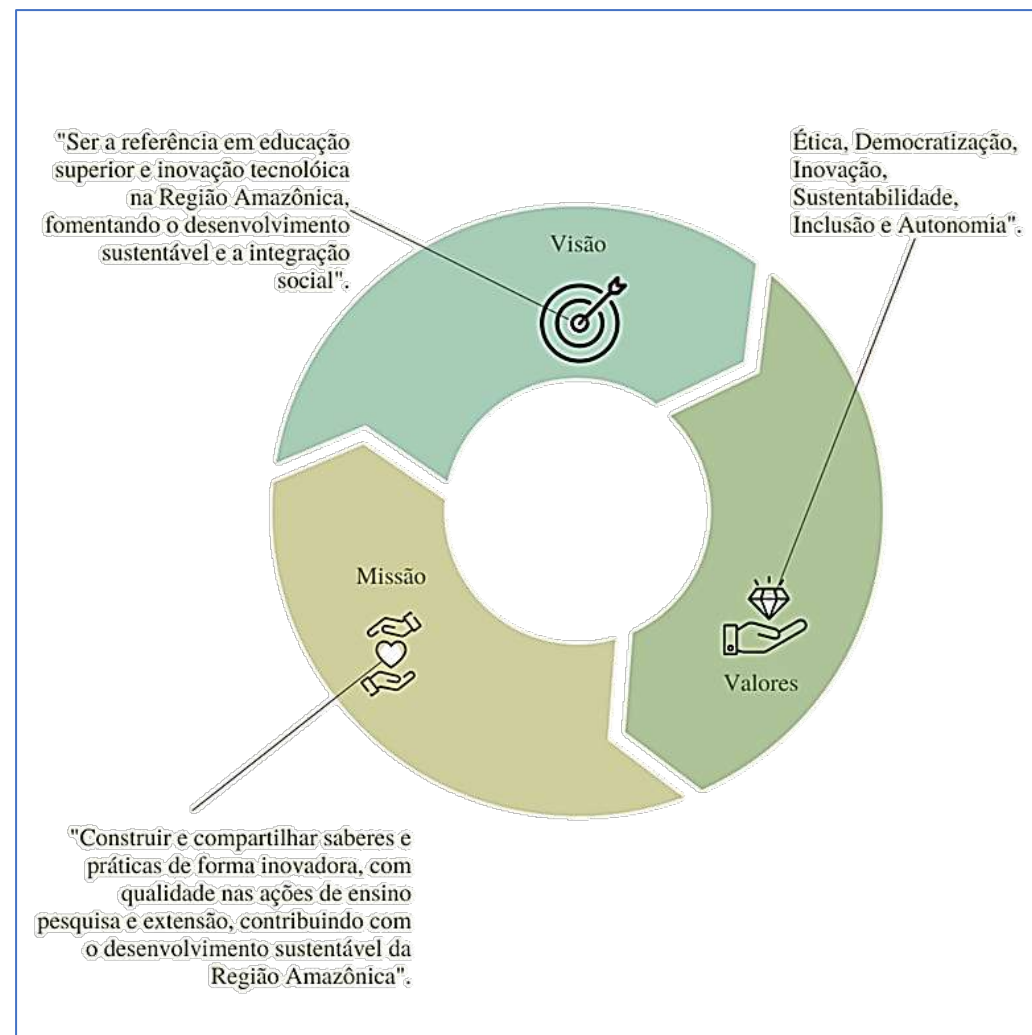 "Ser a referência em educação
superior e inovação tecnolóica
na Região Amazônica,
fomentando o desenvolvimento
sustentável e a integração
social".
Ética, Democratização,
Inovação,
Sustentabilidade,
Inclusão e Autonomia".
Visão
Missão
Valores
"Construir e compartilhar saberes e
práticas de forma inovadora, com
qualidade nas ações de ensino
pesquisa e extensão, contribuindo com
o desenvolvimento sustentável da
Região Amazônica".